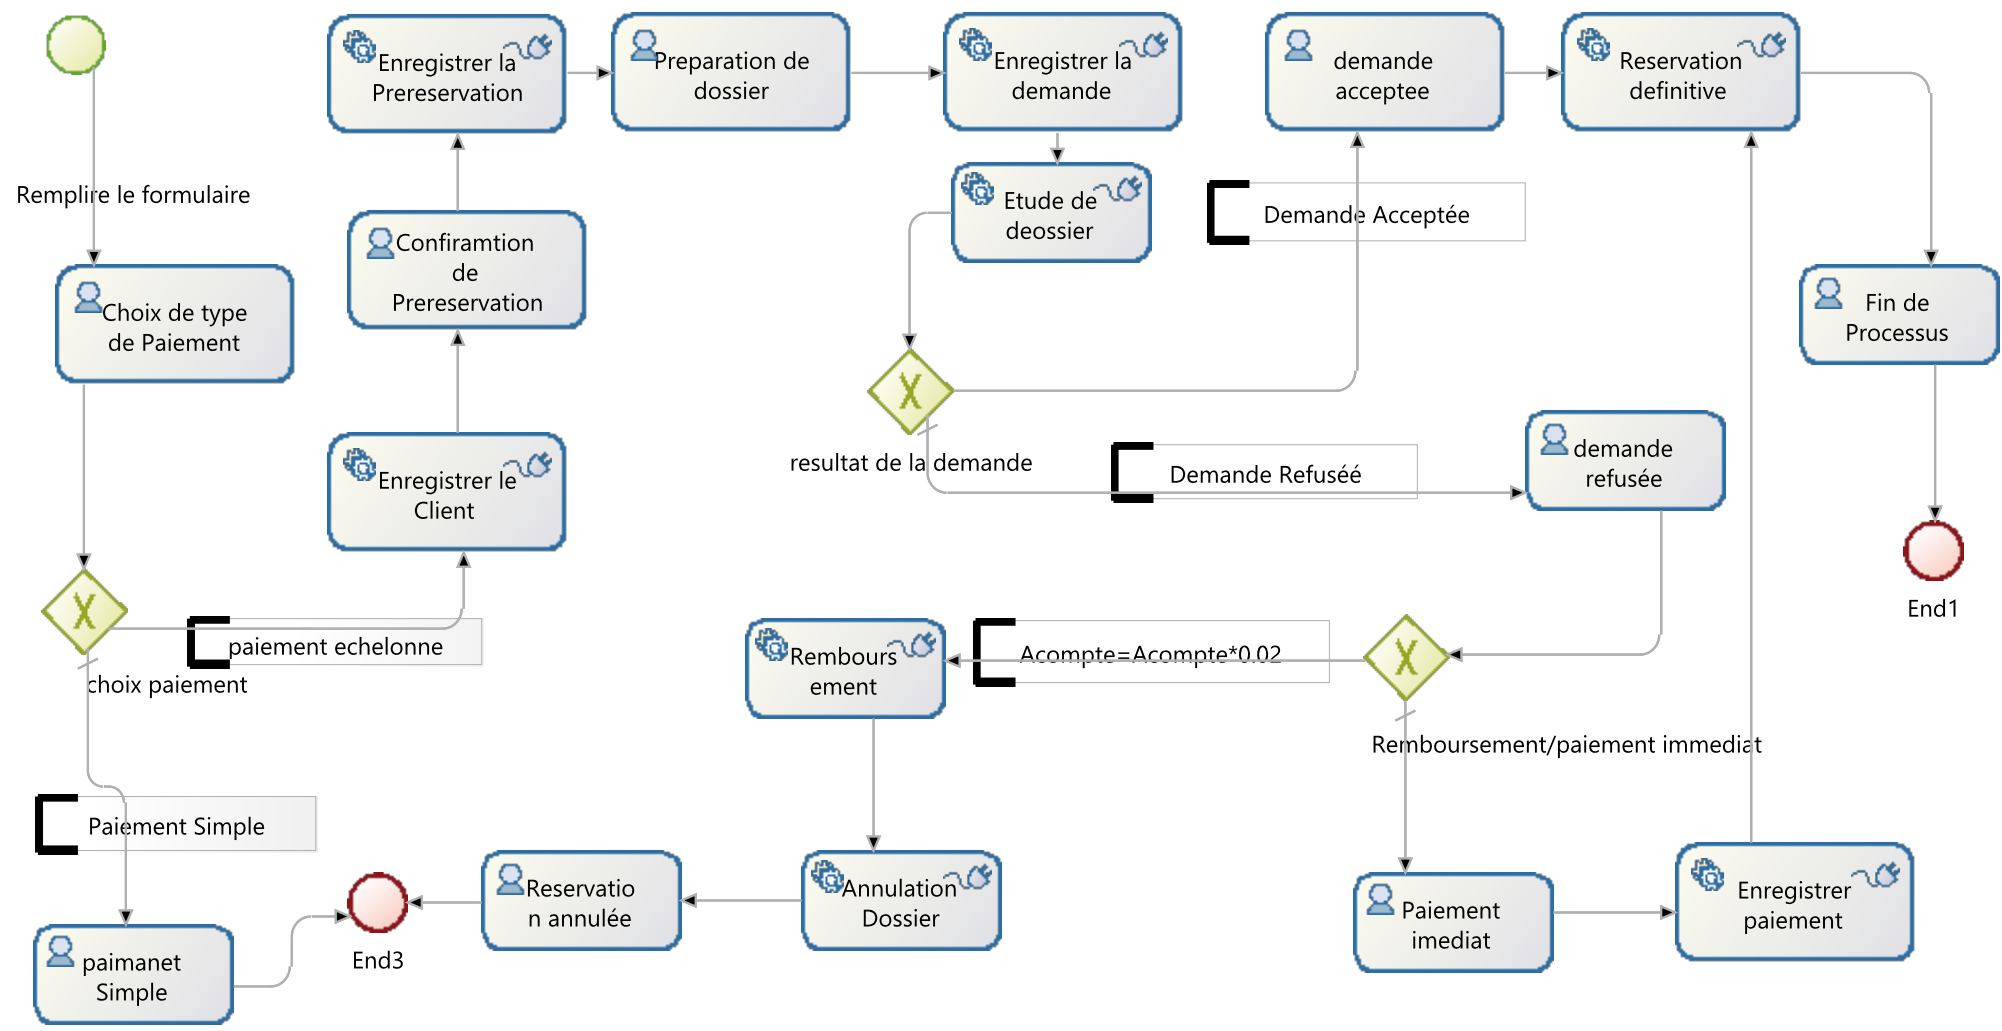 Remplire le formulaire
Choix de type
de Paiement
choix paiement
paiement echelonne
Paiement Simple
paimanet
Simple
End3
Enregistrer le
Client
Confiramtion
de
Prereservation
Enregistrer la
Prereservation
Preparation de
dossier
Enregistrer la
demande
Etude de
deossier
resultat de la demande
Demande Acceptée
demande
acceptee
Reservation
definitive
Fin de
Processus
End1
Demande Refuséé
demande
refusée
Remboursement/paiement immediat
Acompte=Acompte*0.02
Rembours
ement
Annulation
Dossier
Reservatio
n annulée
Paiement
imediat
Enregistrer
paiement